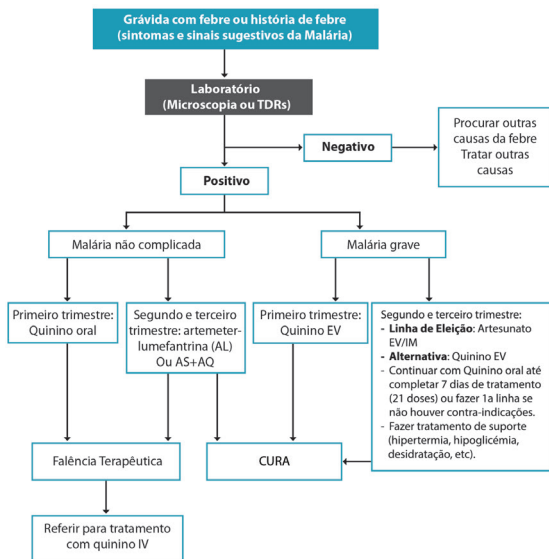 Grávida com febre ou história de febre
(sintomas e sinais sugestivos da Malária)
Laboratório
(Microscopia ou TDRs)
Negativo
Procurar outras
causas da febre
Tratar outras
causas
Positivo
Malária não complicada
Malária grave
Primeiro trimestre:
Quinino oral
Segundo e terceiro
trimestre: artemeter-
lumefantrina (AL)
Ou AS+AQ
Primeiro trimestre:
Quinino EV
Segundo e terceiro trimestre:
- Linha de Eleição: Artesunato
EV/IM
- Alternativa: Quinino EV
- Continuar com Quinino oral até
completar 7 dias de tratamento
(21 doses) ou fazer 1a linha se
não houver contra-indicações.
- Fazer tratamento de suporte
(hipertermia, hipoglicémia,
desidratação, etc).
Falência Terapêutica
CURA
Referir para tratamento
com quinino IV